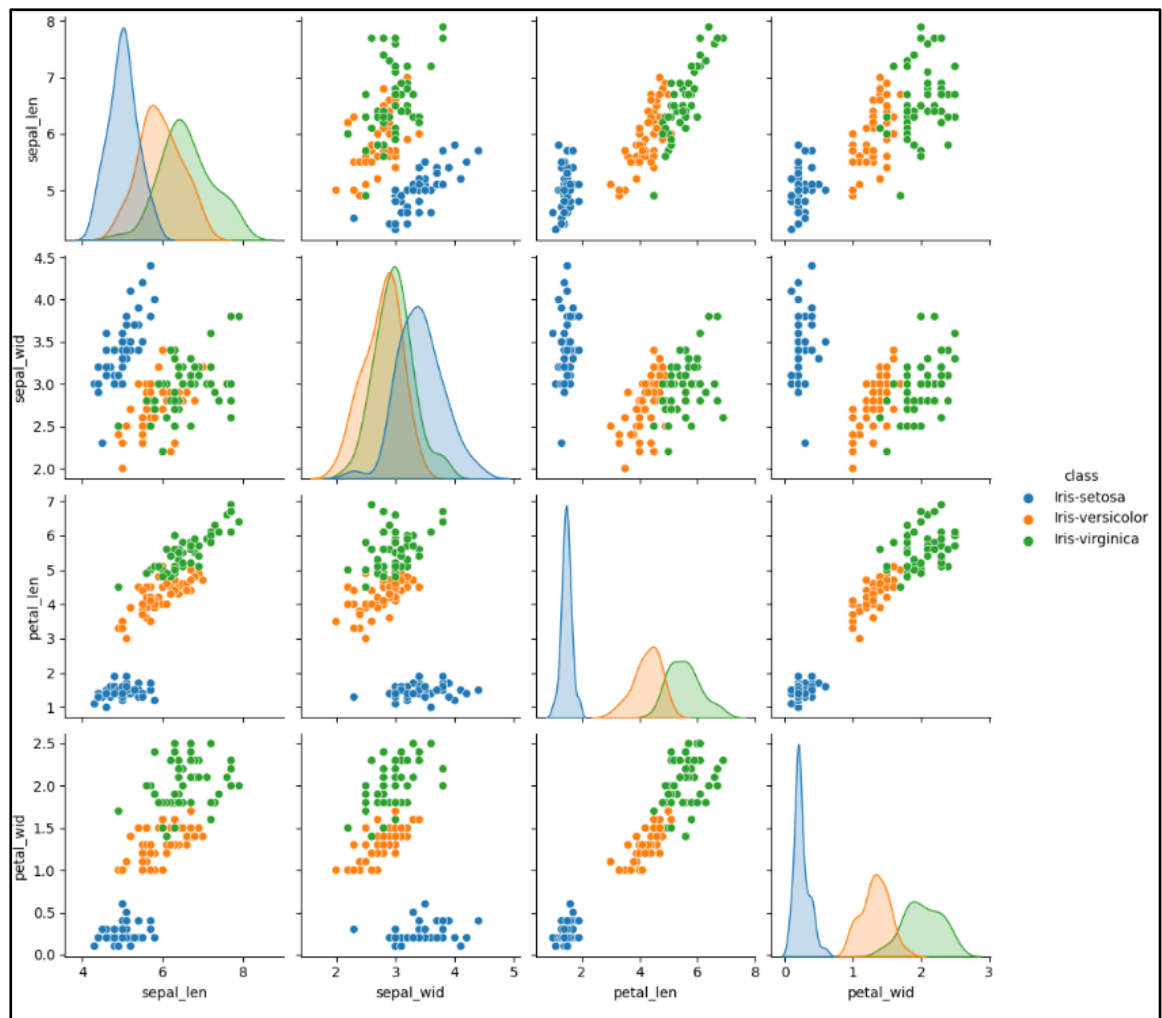 8
7
6
5
sepal_len
4.5
4.0
3.5
3.0
2.5
2.0
sepal_wid
class
Iris-setosa
Iris-versicolor
Iris-virginica
7
6
5
4
3
2
1
petal_len
2.5
2.0
1.5
1.0
0.5
0.0
petal_wid
4 6 8
sepal_len
2 3 4 5
sepal_wid
2 4 6 8
petal_len
0 1 2 3
petal_wid